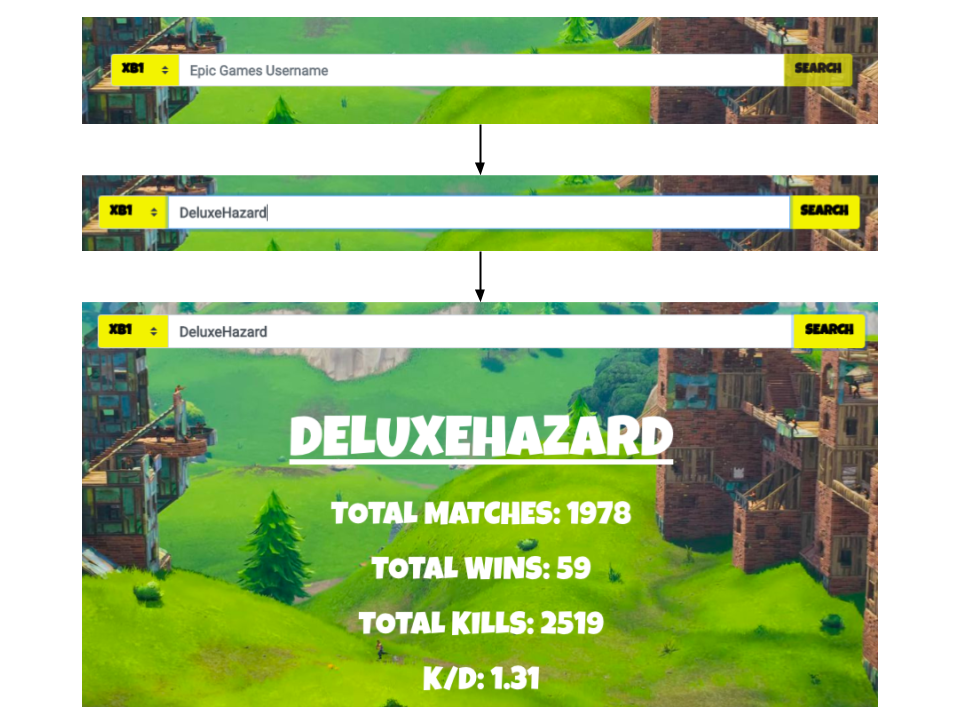 XB1 Epic Games Username SEARCH
XB1 DeluxeHazard SEARCH
XB1 DeluxeHazard SEARCH
DELUXEHAZARD
TOTAL MATCHES: 1978
TOTAL WINS: 59
TOTAL KILLS: 2519
K/D: 1.31